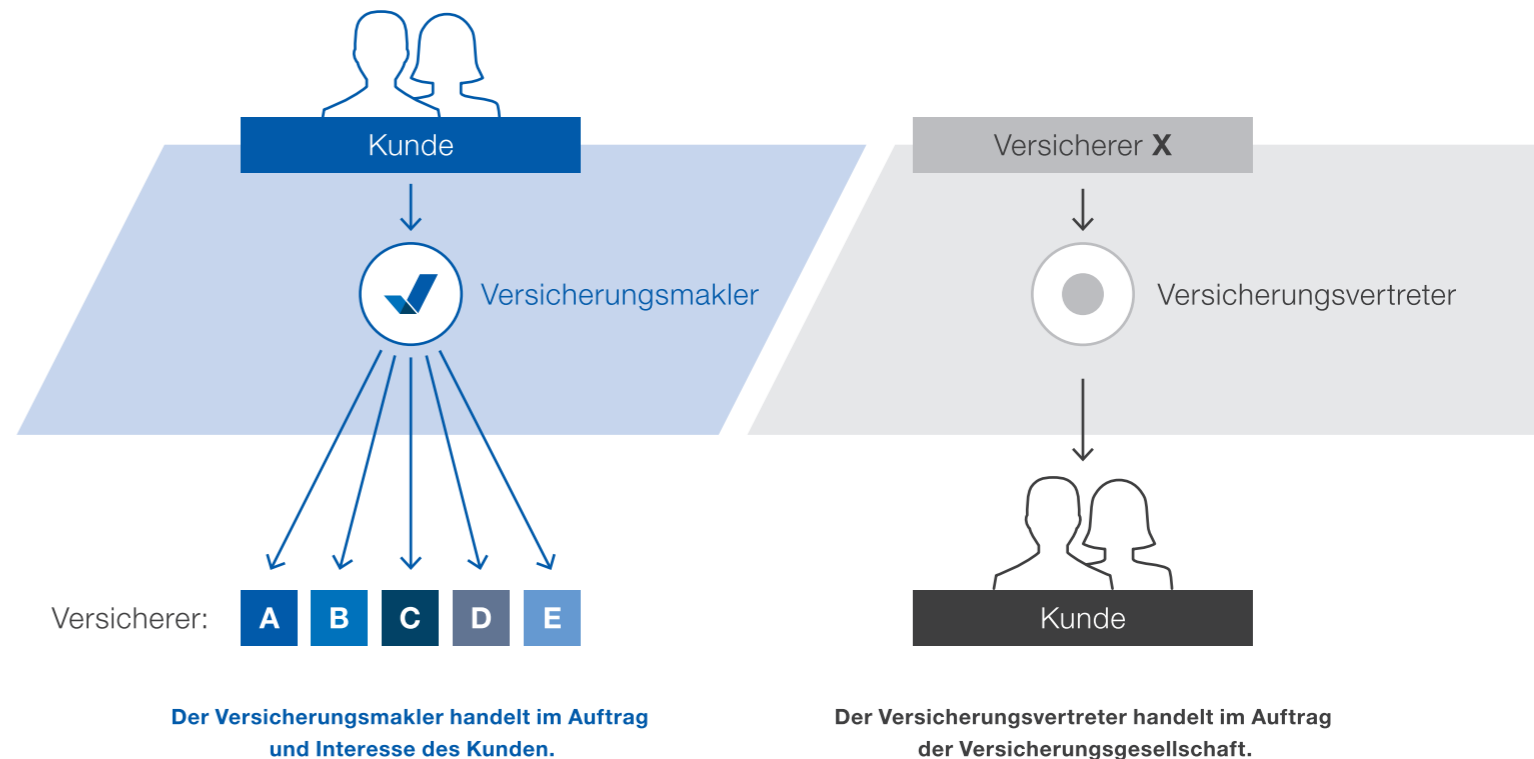 Kunde
Versicherungsmakler
Versicherer:
A B C D E
Der Versicherungsmakler handelt im Auftrag
und Interesse des Kunden.
Versicherer X
Versicherungsvertreter
Kunde
Der Versicherungsvertreter handelt im Auftrag
der Versicherungsgesellschaft.